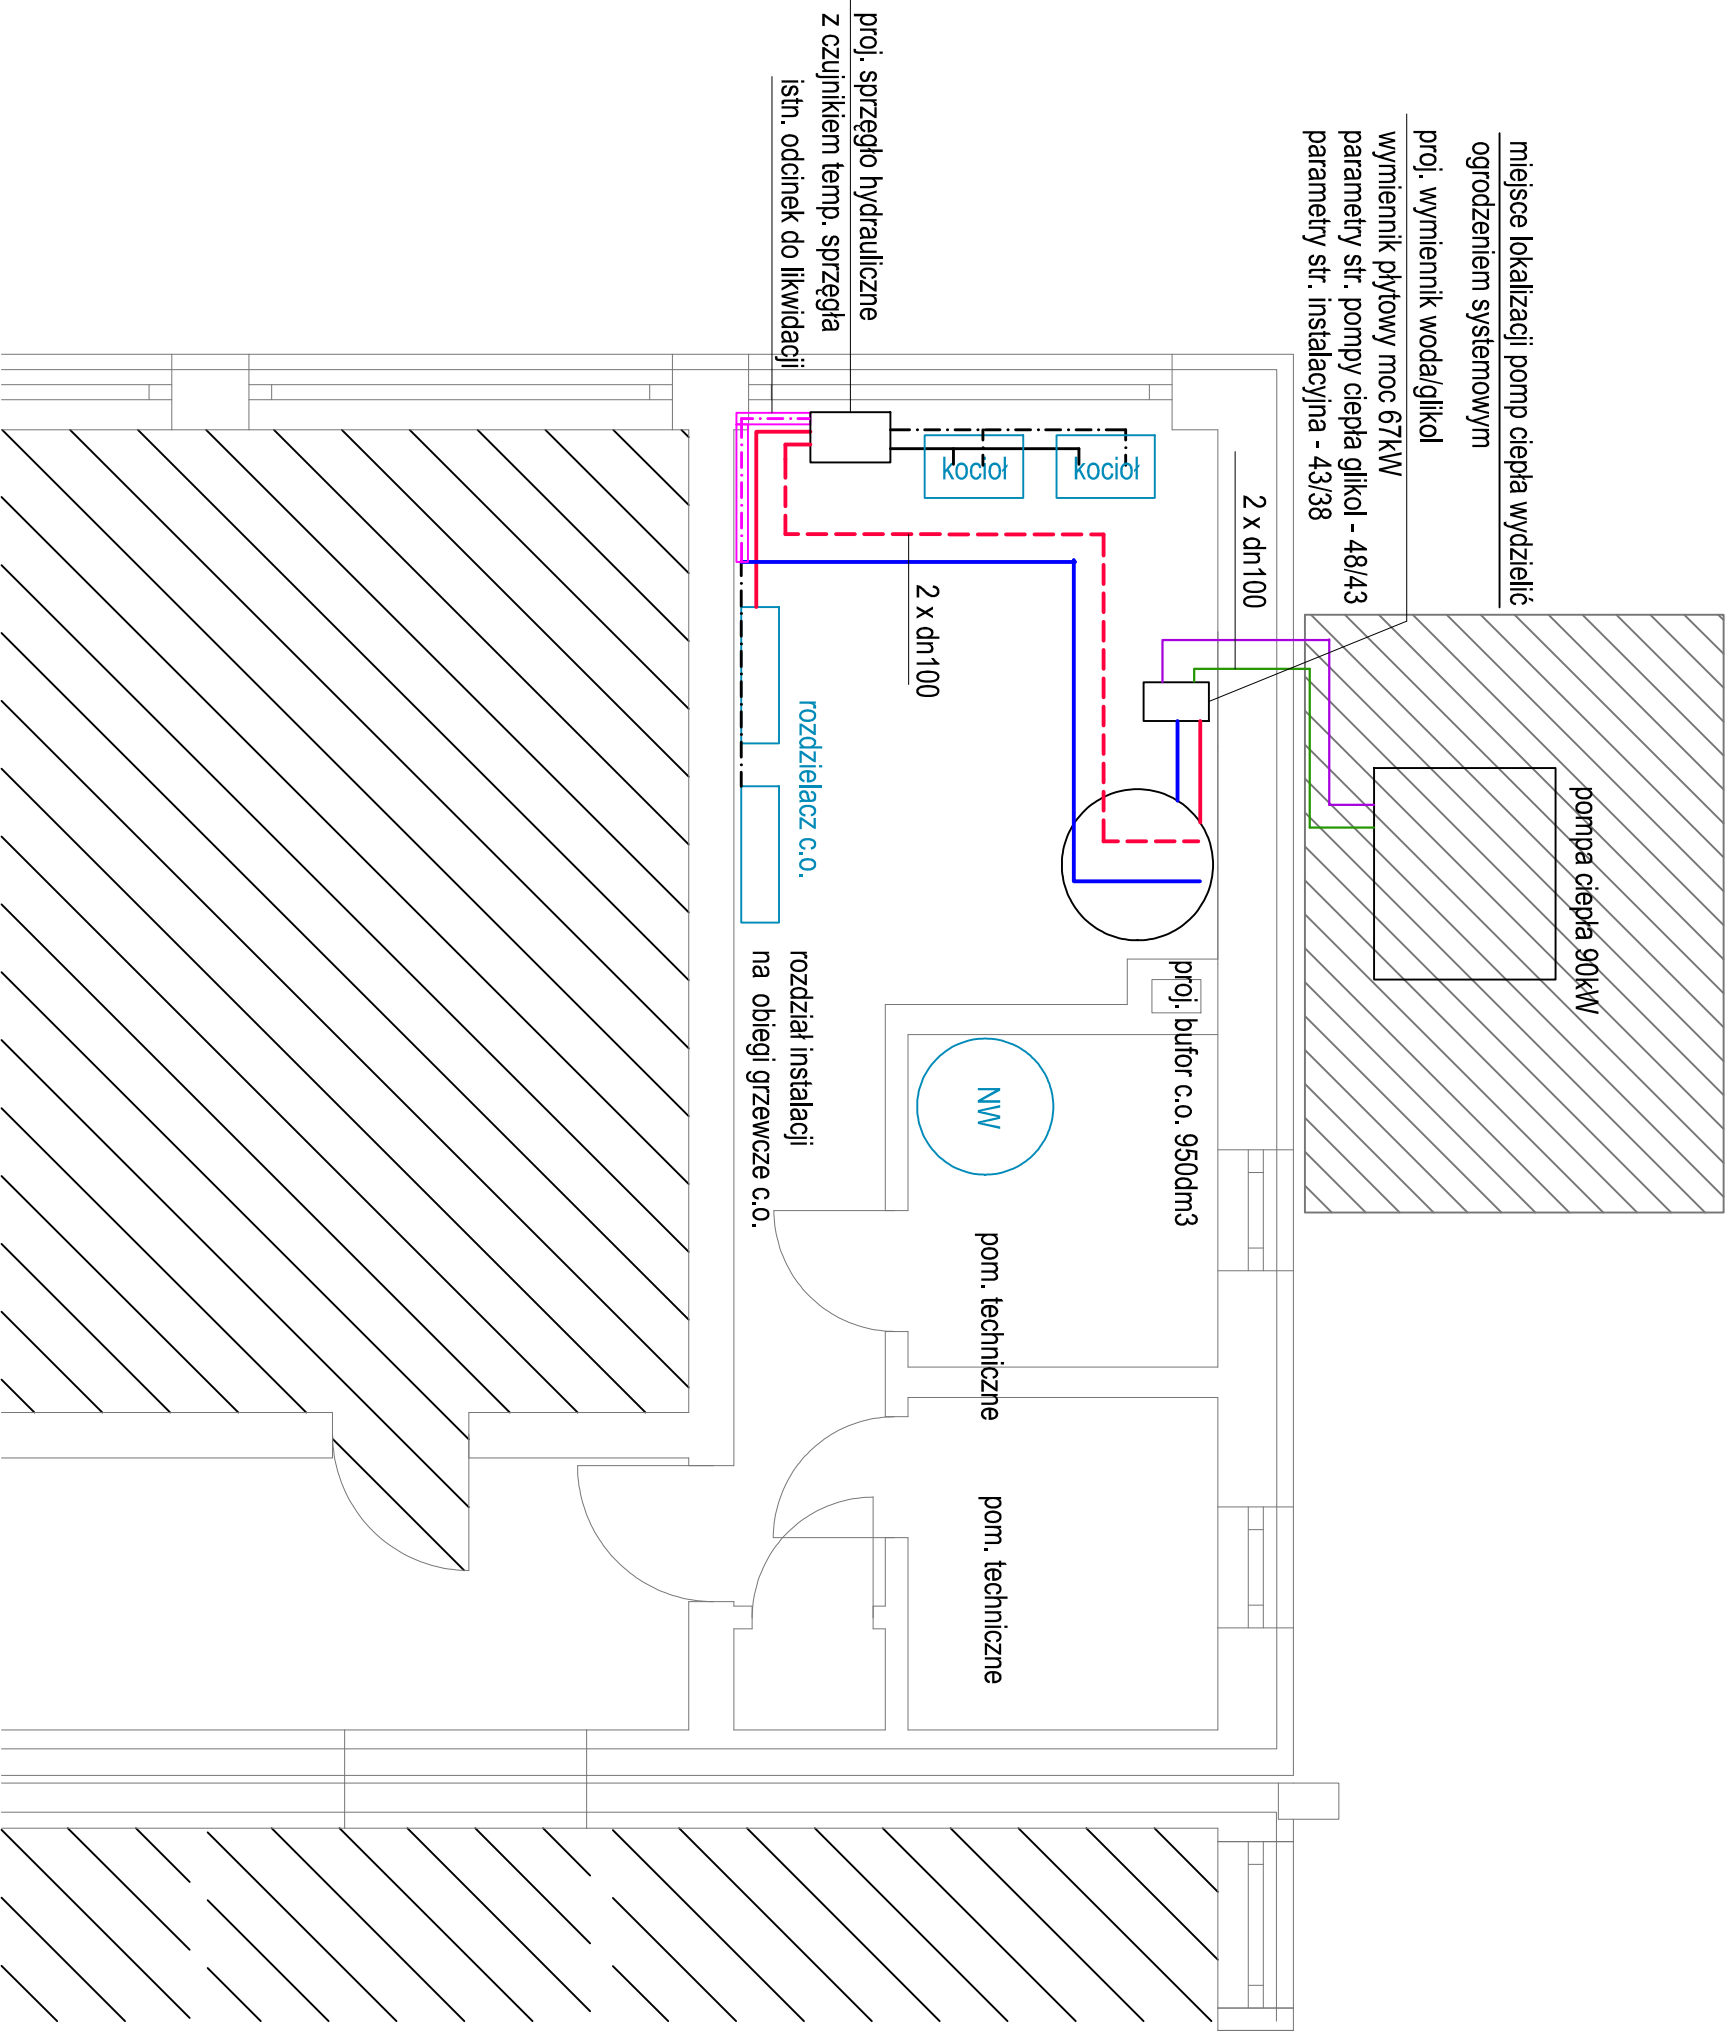 miejsce lokalizacji pomp ciepła wydzielić
ogrodzeniem systemowym
proj. wymiennik woda/glikol
wymiennik płytowy moc 67kW
parametry str. pompy ciepła glikol - 48/43
parametry str. instalacyjna - 43/38
pompa ciepła 90kW
2 x dn100
proj. bufor c.o. 950dm3
kocioł
kocioł
2 x dn100
NW
pom. techniczne
pom. techniczne
proj. sprzęgło hydrauliczne
z czujnikiem temp. sprzęgła
istn. odcinek do likwidacji
rozdzielacz c.o.
rozdział instalacji
na obiegi grzewcze c.o.